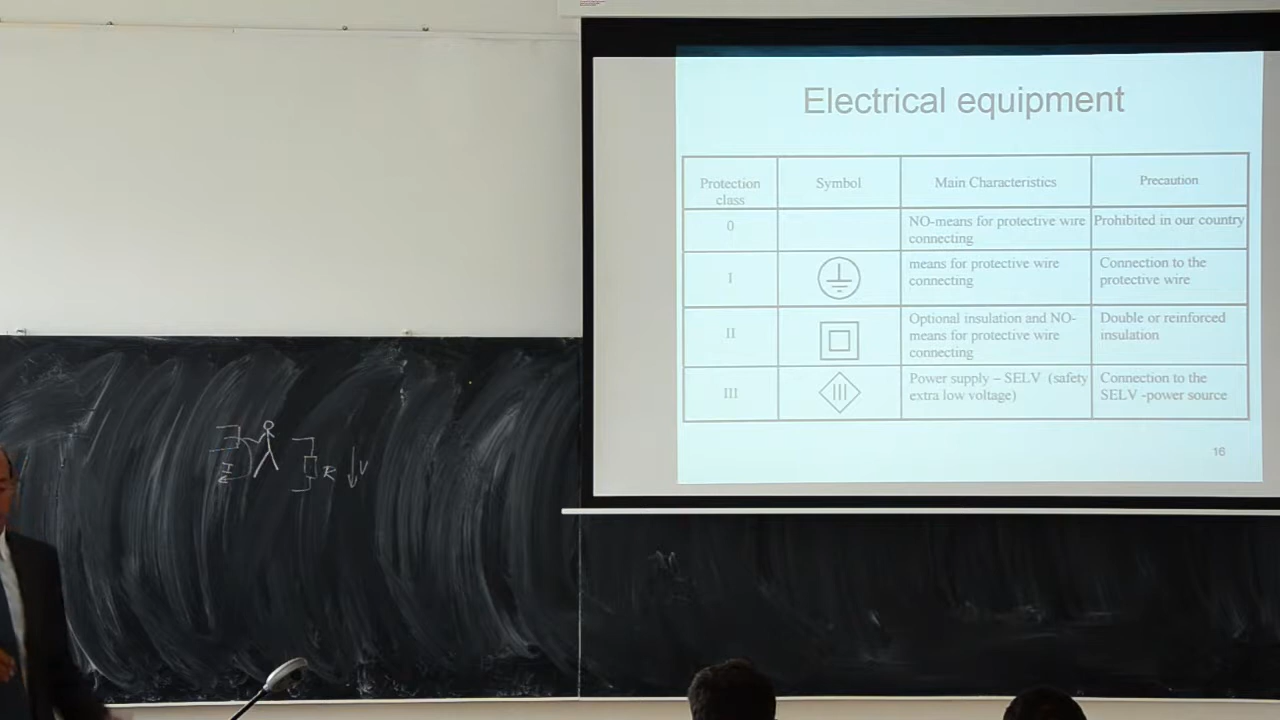 Electrical equipment
Protection class
Symbol
Main Characteristics
Precaution
0
NO-means for protective wire
connecting
Prohibited in our country
I
means for protective wire
connecting
Connection to the
protective wire
II
Optional insulation and NO-
means for protective wire
connecting
Double or reinforced
insulation
III
Power supply – SELV (safety
extra low voltage)
Connection to the
SELV -power source
16
I
R
V